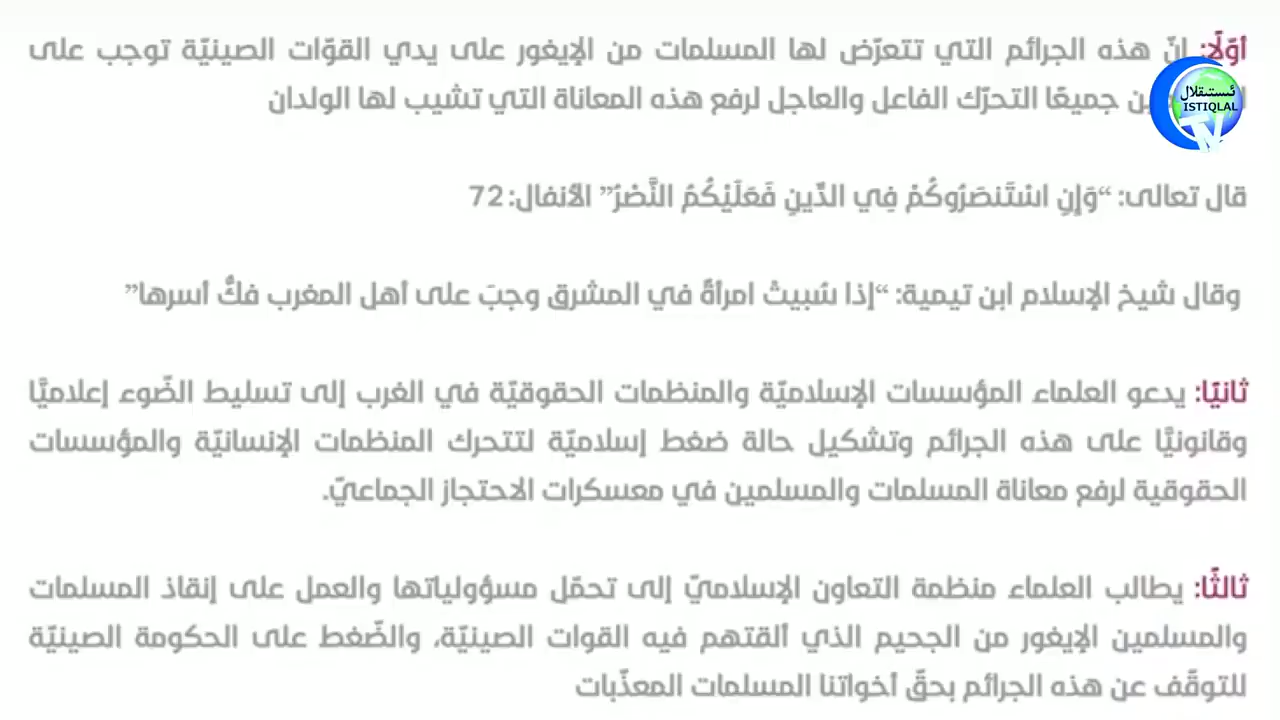 أوّلًا: إنّ هذه الجرائم التي تتعرّض لها المسلمات من الإيغور على يدي القوّات الصينيّة توجب على
جميعًا التحرّك الفاعل والعاجل لرفع هذه المعاناة التي تشيب لها الولدان
ئىستىقلال
ISTIQLAL
TV
قال تعالى: “وَإِنِ اسْتَنصَرُوكُمْ فِي الدِّينِ فَعَلَيْكُمُ النَّصْرُ” الأنفال: 72
وقال شيخ الإسلام ابن تيمية: “إذا سُبيتْ امرأةٌ في المشرق وجبَ على أهل المغرب فكُّ أسرها”
ثانيًا: يدعو العلماء المؤسسات الإسلاميّة والمنظمات الحقوقيّة في الغرب إلى تسليط الضّوء إعلاميًّا
وقانونيًّا على هذه الجرائم وتشكيل حالة ضغط إسلاميّة لتتحرك المنظمات الإنسانيّة والمؤسسات
الحقوقية لرفع معاناة المسلمات والمسلمين في معسكرات الاحتجاز الجماعيّ.
ثالثًا: يطالب العلماء منظمة التعاون الإسلاميّ إلى تحمّل مسؤولياتها والعمل على إنقاذ المسلمات
والمسلمين الإيغور من الجحيم الذي ألقتهم فيه القوات الصينيّة، والضّغط على الحكومة الصينيّة
للتوقّف عن هذه الجرائم بحقّ أخواتنا المسلمات المعذّبات